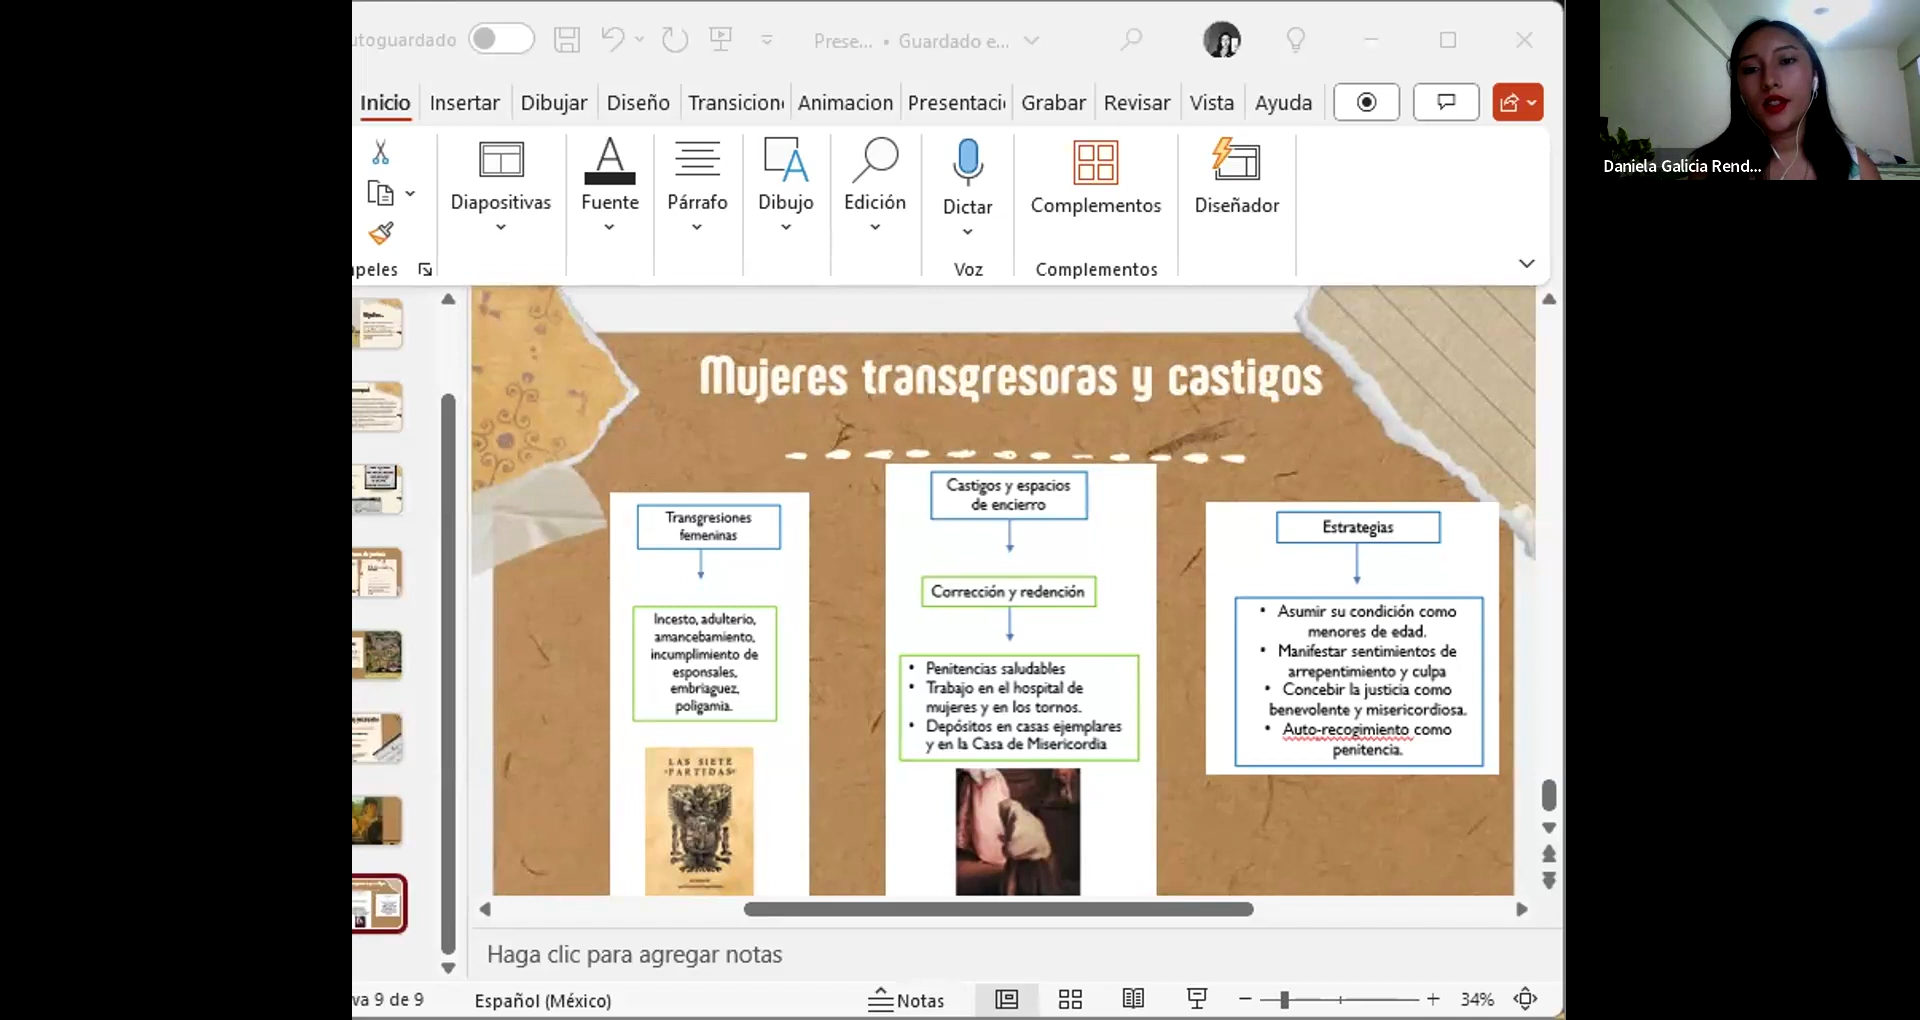 utoguardado
Prese... • Guardado e...
Inicio Insertar Dibujar Diseño Transicion Animacion Presentaci Grabar Revisar Vista Ayuda
Diapositivas Fuente Párrafo Dibujo Edición Dictar Complementos Diseñador
peles Voz Complementos
Daniela Galicia Rend...
Mujeres transgresoras y castigos
Transgresiones
femeninas
Incesto, adulterio,
amancebamiento,
incumplimiento de
esponsales,
embriaguez,
poligamia.
LAS SIETE
PARTIDAS
Castigos y espacios
de encierro
Corrección y redención
• Penitencias saludables
• Trabajo en el hospital de
mujeres y en los tornos.
• Depósitos en casas ejemplares
y en la Casa de Misericordia
Estrategias
• Asumir su condición como
menores de edad.
• Manifestar sentimientos de
arrepentimiento y culpa
• Concebir la justicia como
benevolente y misericordiosa.
• Auto-recogimiento como
penitencia.
Haga clic para agregar notas
va 9 de 9 Español (México) Notas 34%